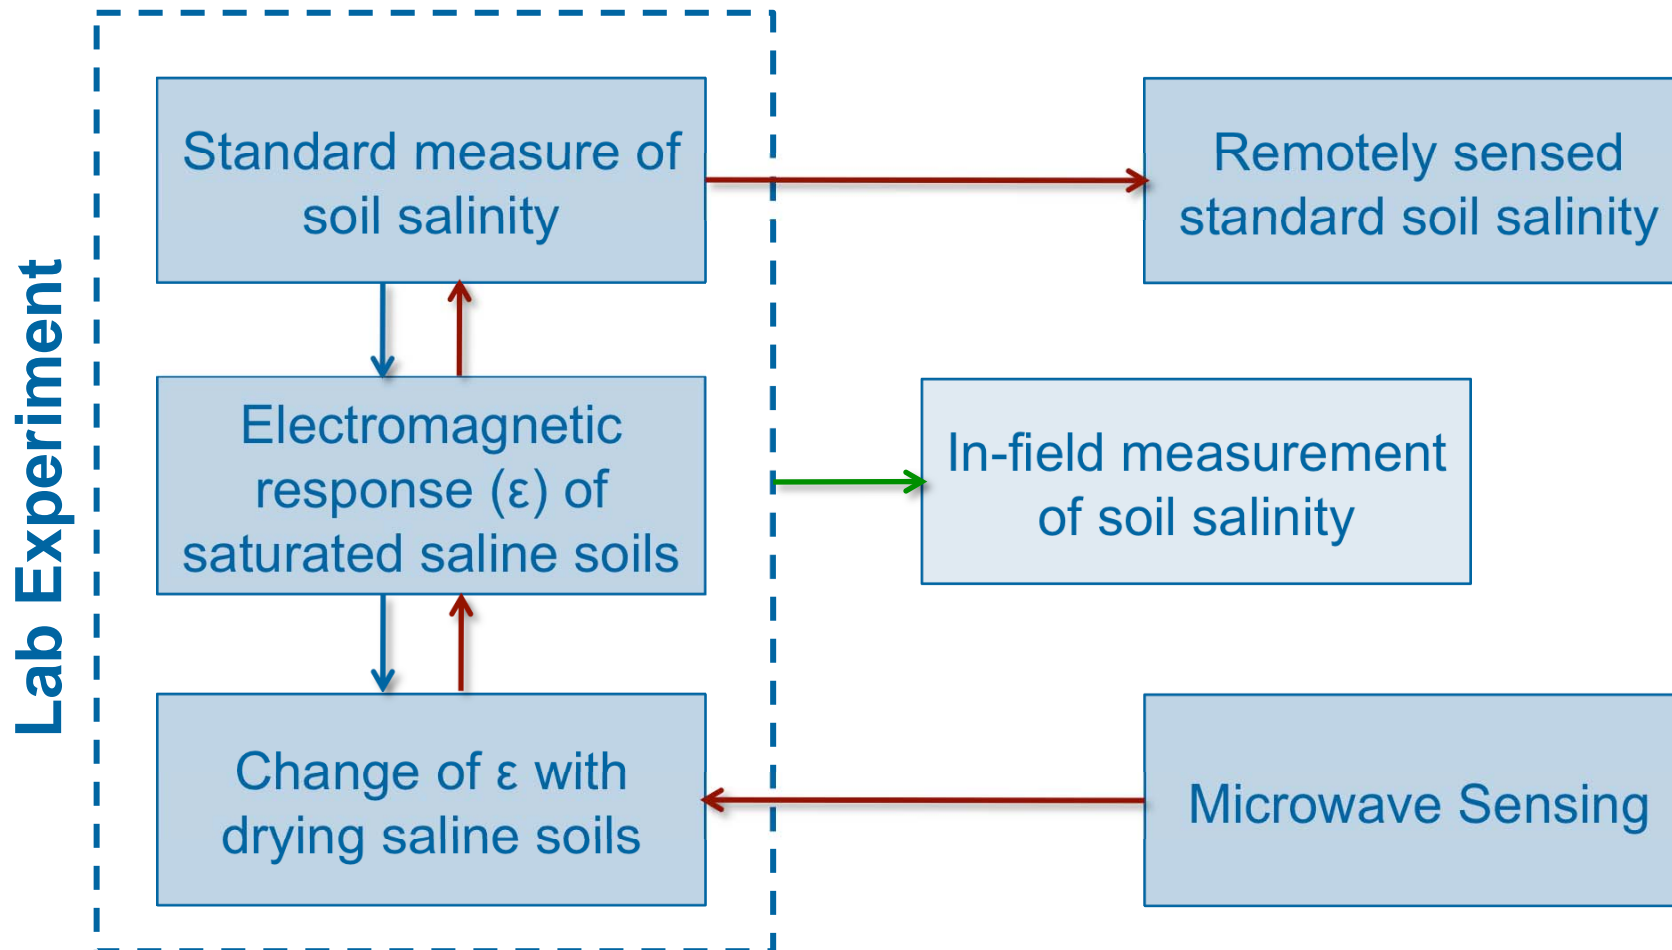 Lab Experiment
Standard measure of
soil salinity
Remotely sensed
standard soil salinity
Electromagnetic
response (ε) of
saturated saline soils
In-field measurement
of soil salinity
Change of ε with
drying saline soils
Microwave Sensing